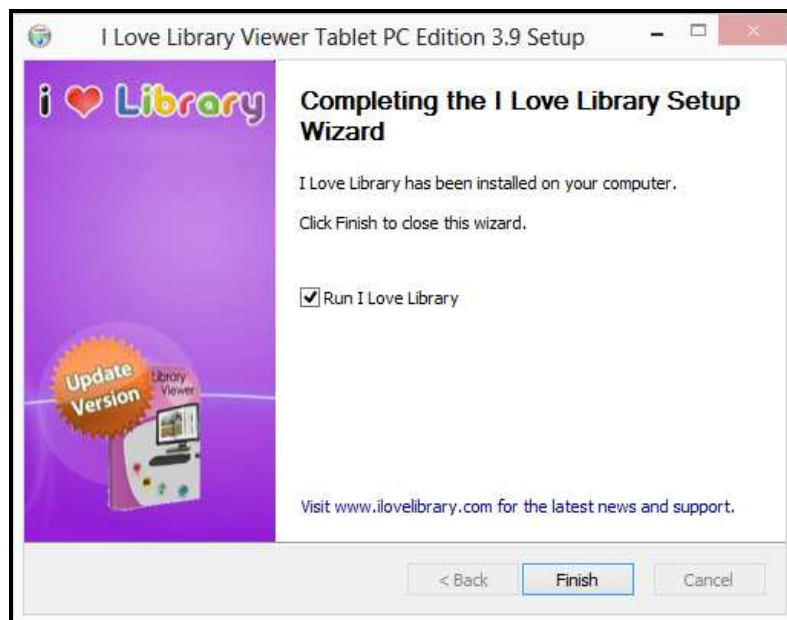 I Love Library Viewer Tablet PC Edition 3.9 Setup
i Library
Completing the I Love Library Setup
Wizard
I Love Library has been installed on your computer.
Click Finish to close this wizard.
Run I Love Library
Update
Version
Library
Viewer
Visit www.ilovelibrary.com for the latest news and support.
< Back
Finish
Cancel